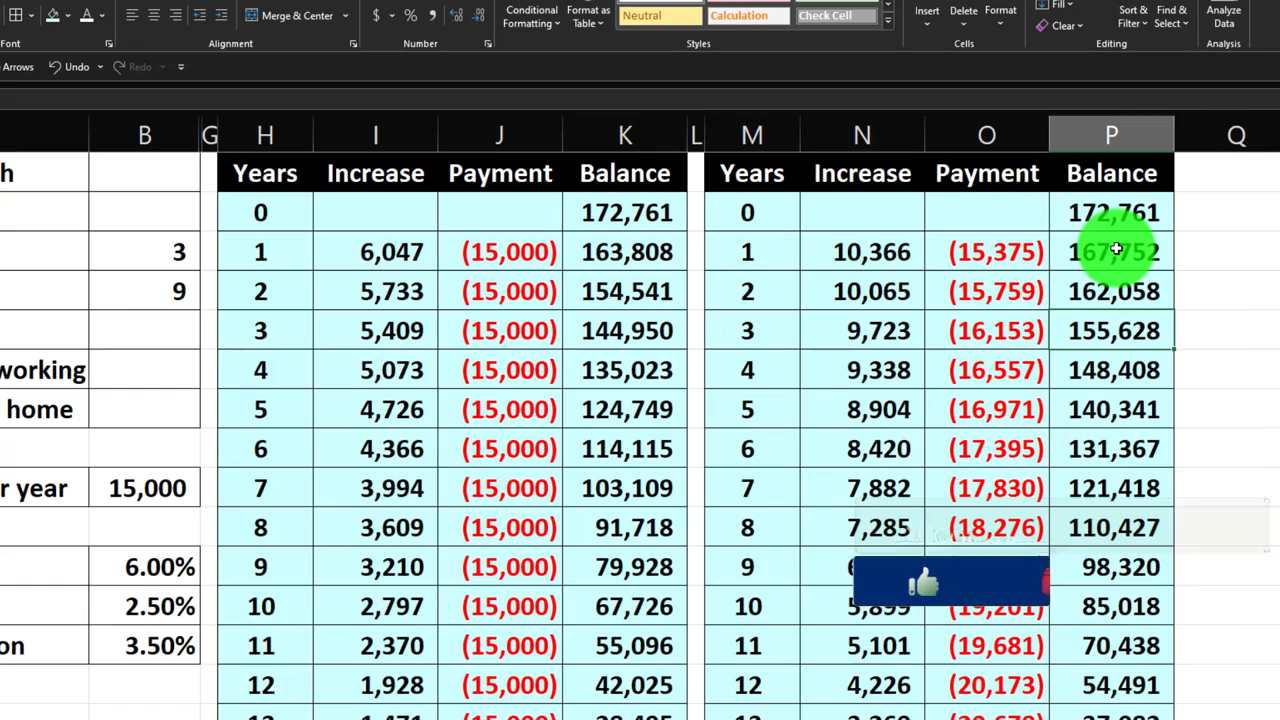 Merge & Center $ % Conditional Format as Neutral Calculation Check Cell Insert Delete Format Fill Sort & Find & Analyze
Formatting Table Clear Filter Select Data
Font Alignment Number Styles Cells Editing Analysis
Arrows Undo Redo
B G H I J K L M N O P Q
h Years Increase Payment Balance Years Increase Payment Balance
0 172,761 0 172,761
3 1 6,047 (15,000) 163,808 1 10,366 (15,375) 167,752
9 2 5,733 (15,000) 154,541 2 10,065 (15,759) 162,058
3 5,409 (15,000) 144,950 3 9,723 (16,153) 155,628
working 4 5,073 (15,000) 135,023 4 9,338 (16,557) 148,408
home 5 4,726 (15,000) 124,749 5 8,904 (16,971) 140,341
6 4,366 (15,000) 114,115 6 8,420 (17,395) 131,367
r year 15,000 7 3,994 (15,000) 103,109 7 7,882 (17,830) 121,418
8 3,609 (15,000) 91,718 8 7,285 (18,276) 110,427
6.00% 9 3,210 (15,000) 79,928 9 98,320
2.50% 10 2,797 (15,000) 67,726 10 5,899 (19,201) 85,018
on 3.50% 11 2,370 (15,000) 55,096 11 5,101 (19,681) 70,438
12 1,928 (15,000) 42,025 12 4,226 (20,173) 54,491